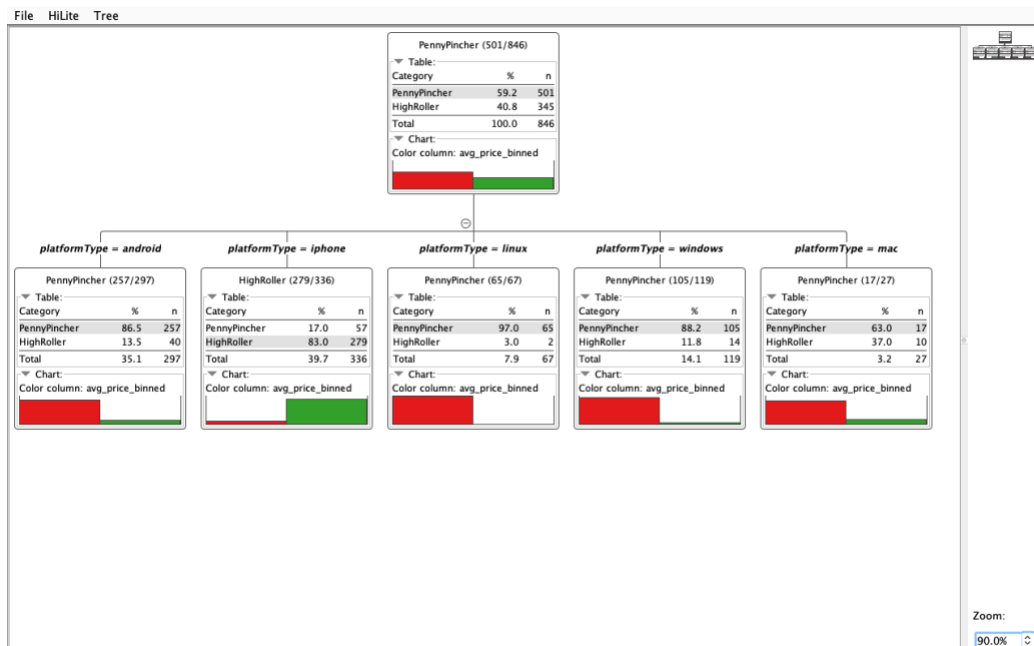 File HiLite Tree
PennyPincher (501/846)
Table:
Category % n
PennyPincher 59.2 501
HighRoller 40.8 345
Total 100.0 846
Chart:
Color column: avg_price_binned
platformType = android
PennyPincher (257/297)
Table:
Category % n
PennyPincher 86.5 257
HighRoller 13.5 40
Total 35.1 297
Chart:
Color column: avg_price_binned
platformType = iphone
HighRoller (279/336)
Table:
Category % n
PennyPincher 17.0 57
HighRoller 83.0 279
Total 39.7 336
Chart:
Color column: avg_price_binned
platformType = linux
PennyPincher (65/67)
Table:
Category % n
PennyPincher 97.0 65
HighRoller 3.0 2
Total 7.9 67
Chart:
Color column: avg_price_binned
platformType = windows
PennyPincher (105/119)
Table:
Category % n
PennyPincher 88.2 105
HighRoller 11.8 14
Total 14.1 119
Chart:
Color column: avg_price_binned
platformType = mac
PennyPincher (17/27)
Table:
Category % n
PennyPincher 63.0 17
HighRoller 37.0 10
Total 3.2 27
Chart:
Color column: avg_price_binned
Zoom:
90.0%